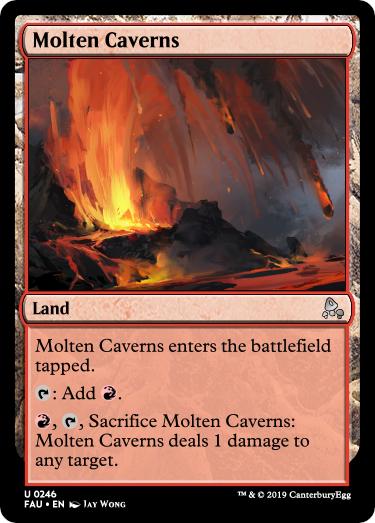 Molten Caverns
Land
Molten Caverns enters the battlefield
tapped.
: Add .
, , Sacrifice Molten Caverns:
Molten Caverns deals 1 damage to
any target.
U 0246
FAU • EN Jay Wong
™ & © 2019 CanterburyEgg